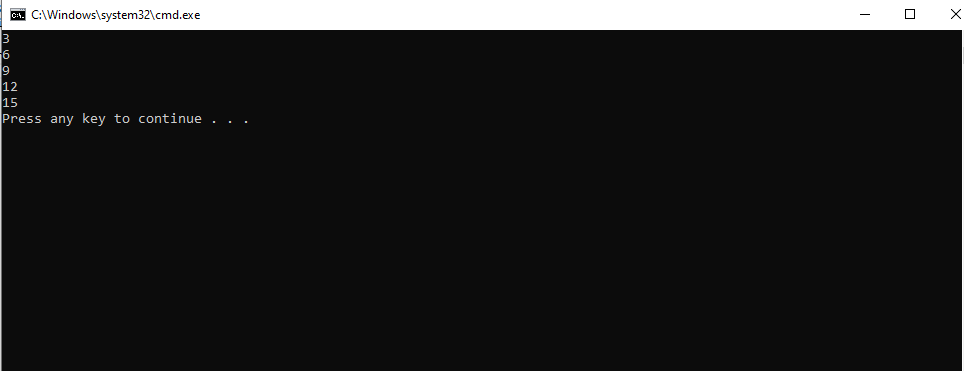 C:\Windows\system32\cmd.exe
3
6
9
12
15
Press any key to continue . . .